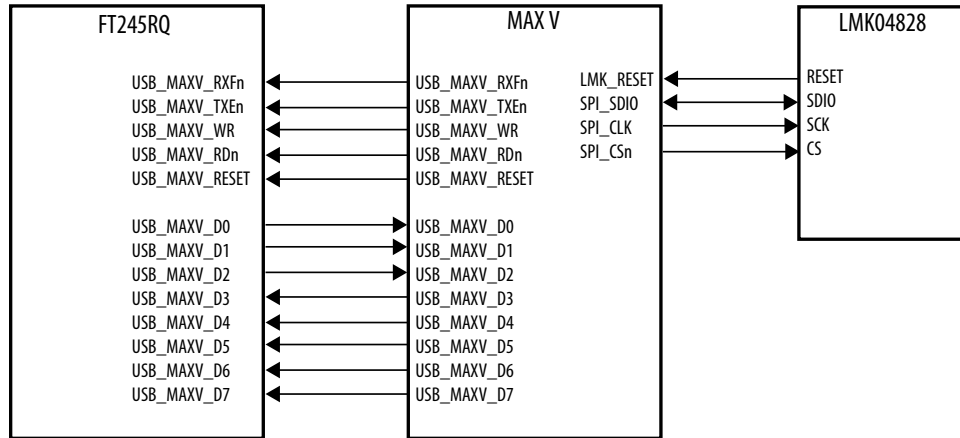 FT245RQ
USB_MAXV_RXFn
USB_MAXV_TXEn
USB_MAXV_WR
USB_MAXV_RDn
USB_MAXV_RESET
USB_MAXV_D0
USB_MAXV_D1
USB_MAXV_D2
USB_MAXV_D3
USB_MAXV_D4
USB_MAXV_D5
USB_MAXV_D6
USB_MAXV_D7
MAX V
USB_MAXV_RXFn
USB_MAXV_TXEn
USB_MAXV_WR
USB_MAXV_RDn
USB_MAXV_RESET
USB_MAXV_D0
USB_MAXV_D1
USB_MAXV_D2
USB_MAXV_D3
USB_MAXV_D4
USB_MAXV_D5
USB_MAXV_D6
USB_MAXV_D7
LMK_RESET
SPI_SDIO
SPI_CLK
SPI_CSn
LMK04828
RESET
SDIO
SCK
CS